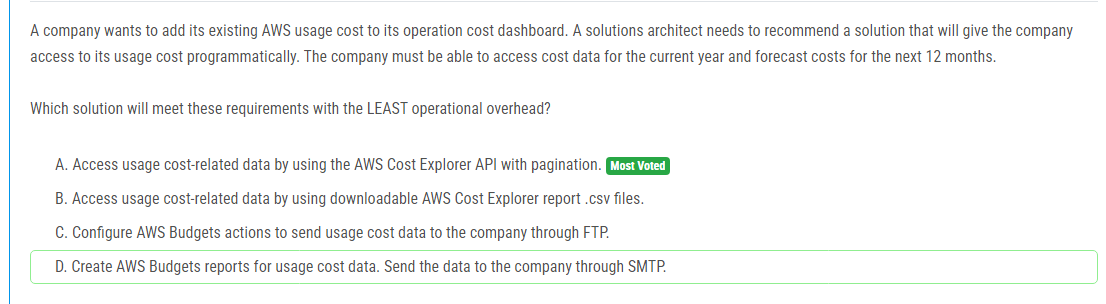 A company wants to add its existing AWS usage cost to its operation cost dashboard. A solutions architect needs to recommend a solution that will give the company
access to its usage cost programmatically. The company must be able to access cost data for the current year and forecast costs for the next 12 months.
Which solution will meet these requirements with the LEAST operational overhead?
A. Access usage cost-related data by using the AWS Cost Explorer API with pagination. Most Voted
B. Access usage cost-related data by using downloadable AWS Cost Explorer report .csv files.
C. Configure AWS Budgets actions to send usage cost data to the company through FTP.
D. Create AWS Budgets reports for usage cost data. Send the data to the company through SMTP.